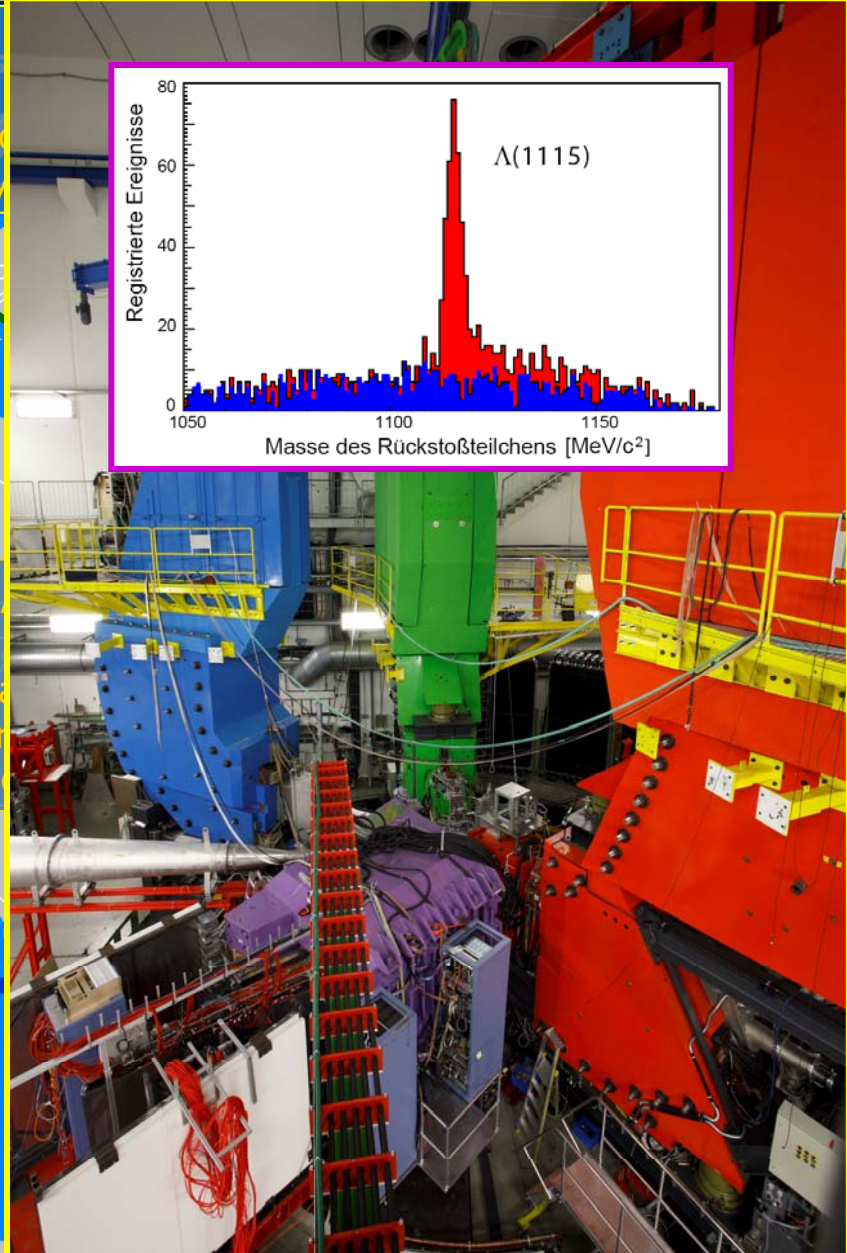 80
60
40
20
0
Registrierte Ereignisse
Λ(1115)
1050
1100
1150
Masse des Rückstoßteilchens [MeV/c²]